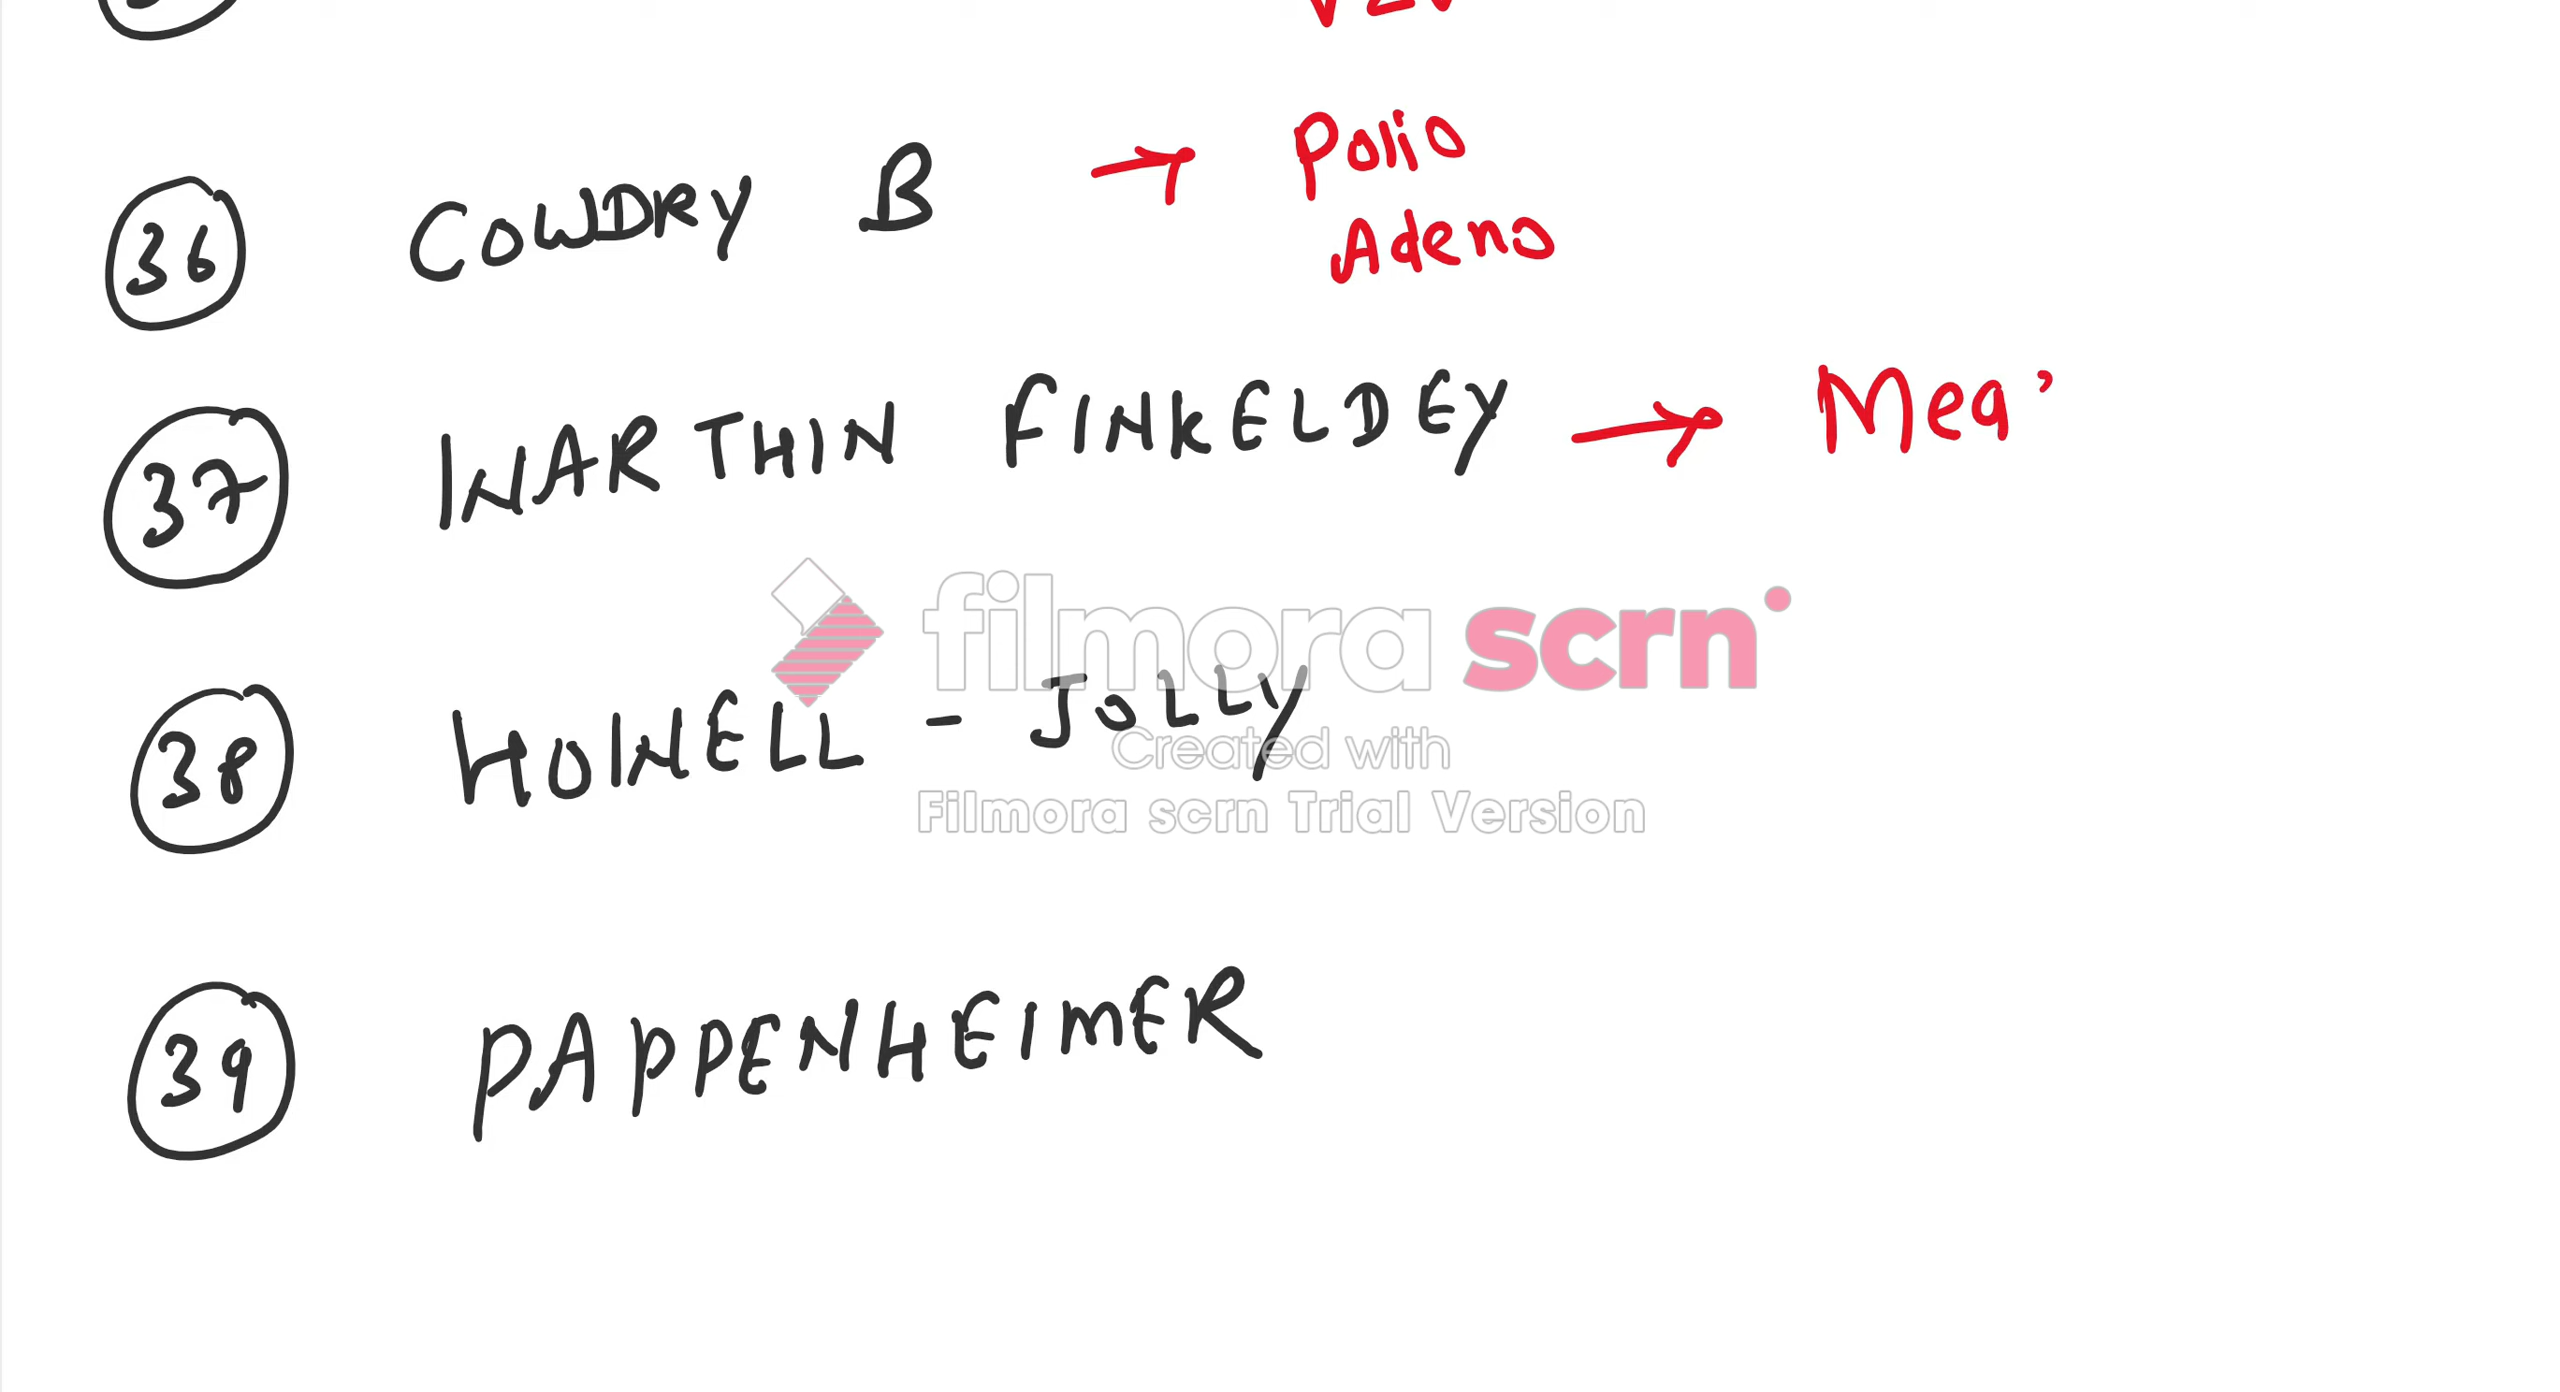 36 COWDRY B → Polio
Adeno
37 WARTHIN FINKELDEY → Mea
filmora scrn
38 HOWELL - JOLLY
Created with
Filmora scrn Trial Version
39 PAPPENHEIMER